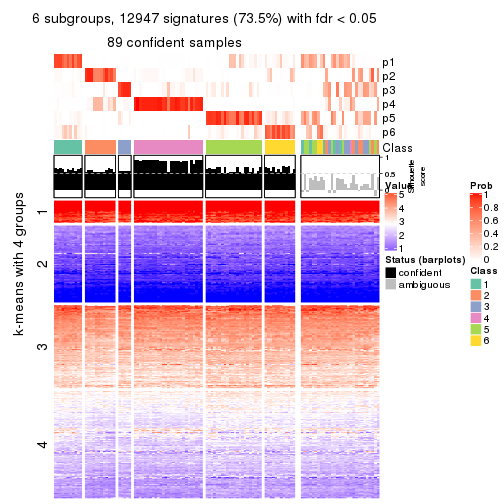 6 subgroups, 12947 signatures (73.5%) with fdr < 0.05
89 confident samples
p1
p2
p3
p4
p5
p6
Class
1
0.5
0
Silhouette
score
k-means with 4 groups
1
2
3
4
Value
5
4
3
2
1
Status (barplots)
confident
ambiguous
Prob
1
0.8
0.6
0.4
0.2
0
Class
1
2
3
4
5
6